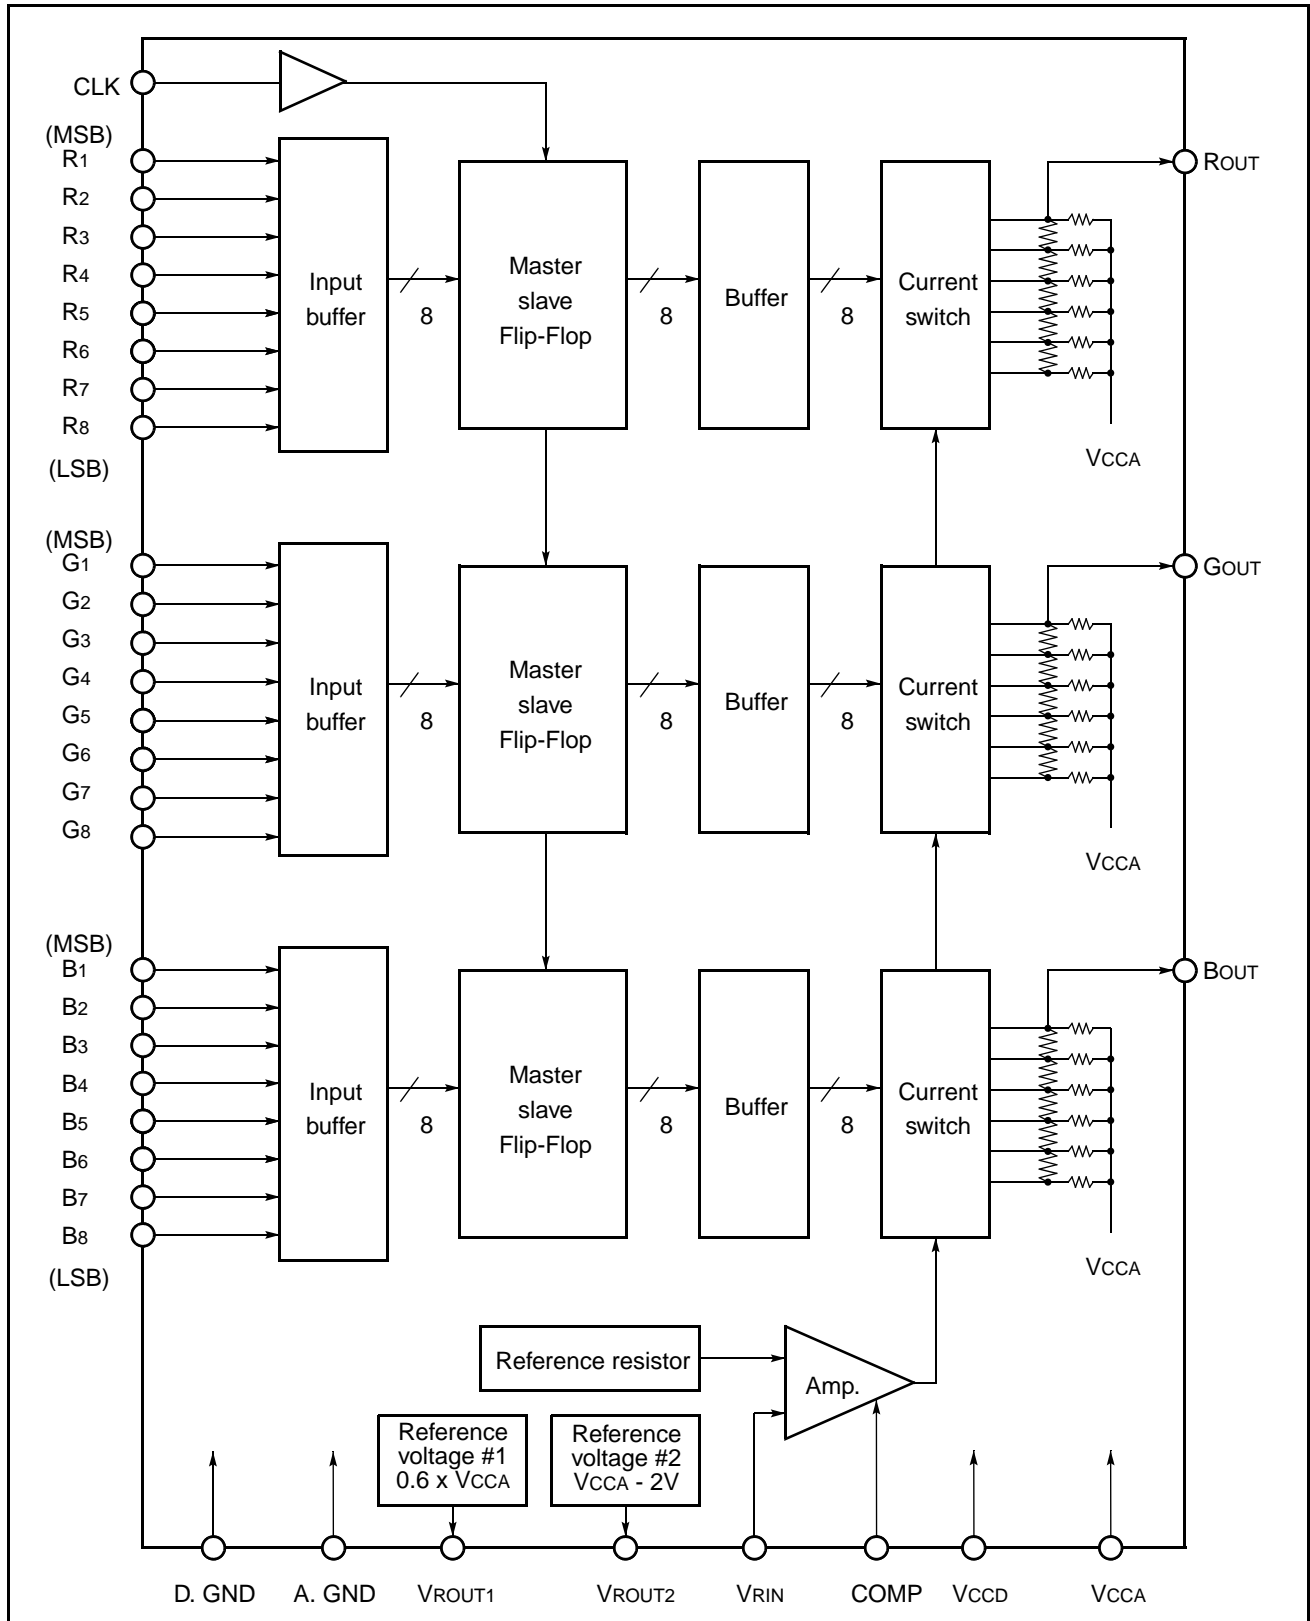 CLK
(MSB)
R1
R2
R3
R4
R5
R6
R7
R8
(LSB)
Input
buffer
8
Master
slave
Flip-Flop
8
Buffer
8
Current
switch
ROUT
VCCA
(MSB)
G1
G2
G3
G4
G5
G6
G7
G8
Input
buffer
8
Master
slave
Flip-Flop
8
Buffer
8
Current
switch
GOUT
VCCA
(MSB)
B1
B2
B3
B4
B5
B6
B7
B8
(LSB)
Input
buffer
8
Master
slave
Flip-Flop
8
Buffer
8
Current
switch
BOUT
VCCA
Reference resistor
Amp.
Reference
voltage #1
0.6 x VCCA
Reference
voltage #2
VCCA - 2V
D. GND
A. GND
VROUT1
VROUT2
VRIN
COMP
VCCD
VCCA